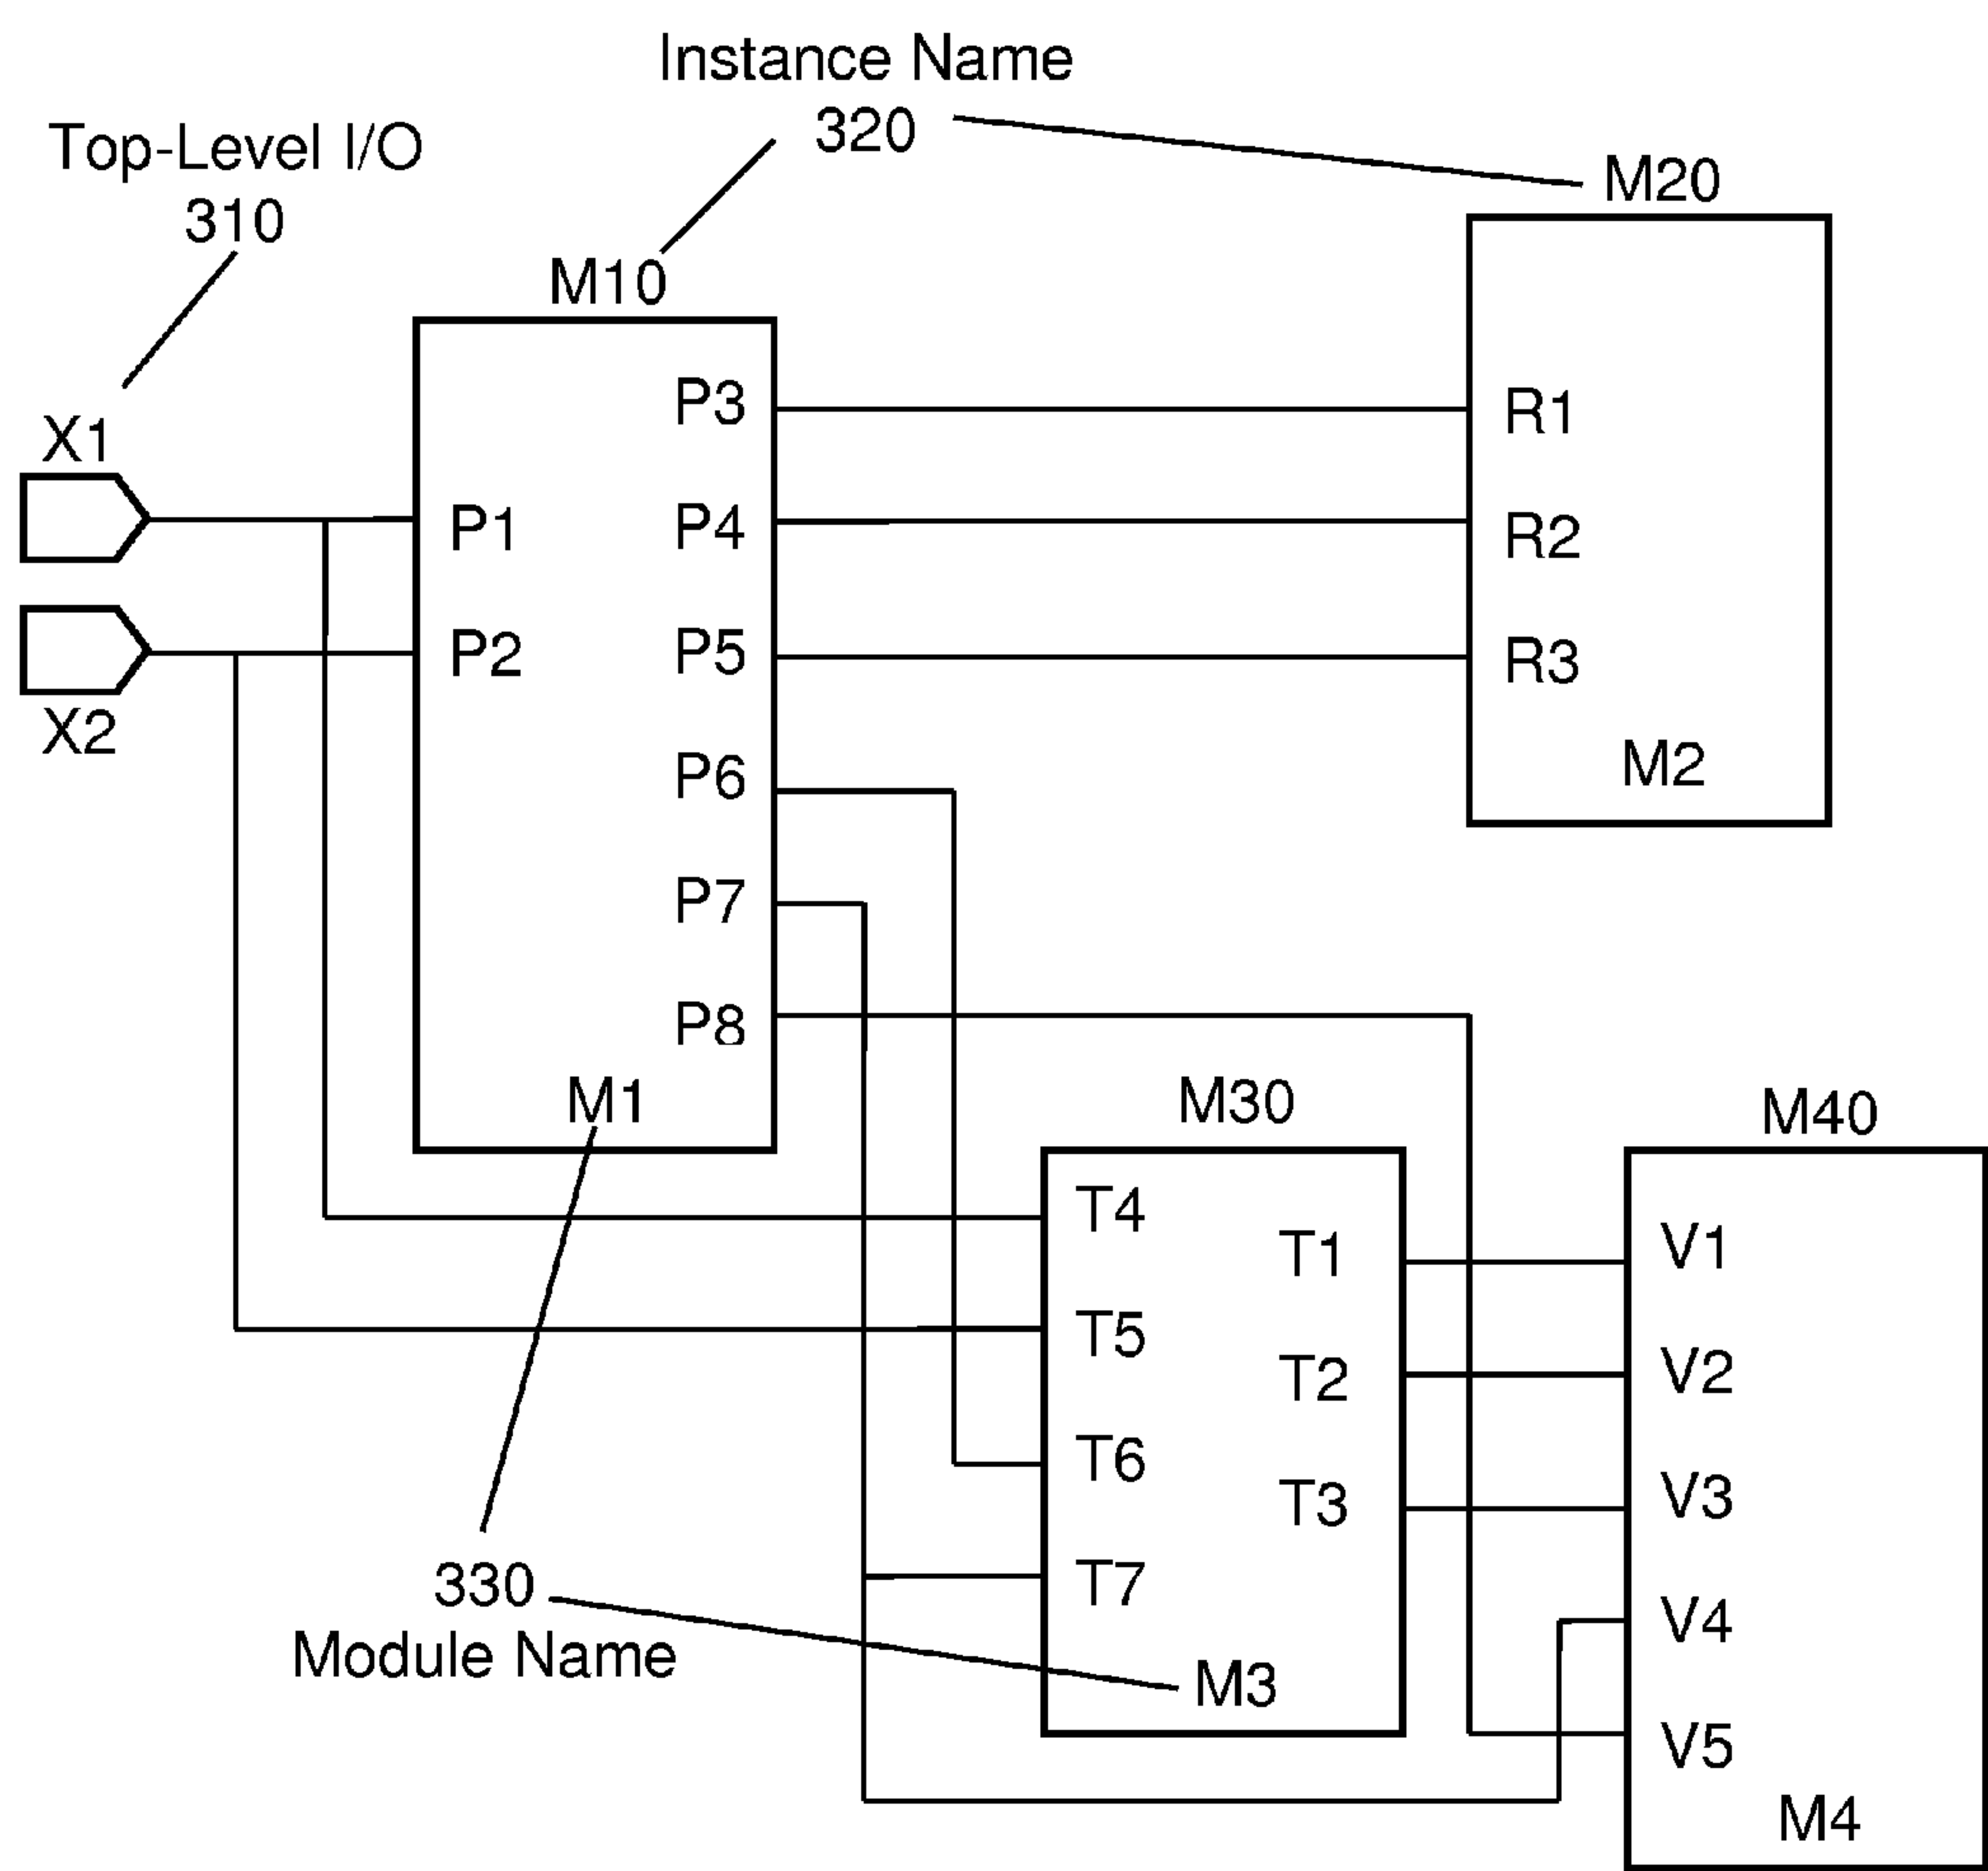 Instance Name
320
Top-Level I/O
310
M20
M10
X1
X2
P1
P2
P3
P4
P5
P6
P7
P8
M1
R1
R2
R3
M2
M30
T4
T5
T6
T7
T1
T2
T3
M3
M40
V1
V2
V3
V4
V5
M4
330
Module Name